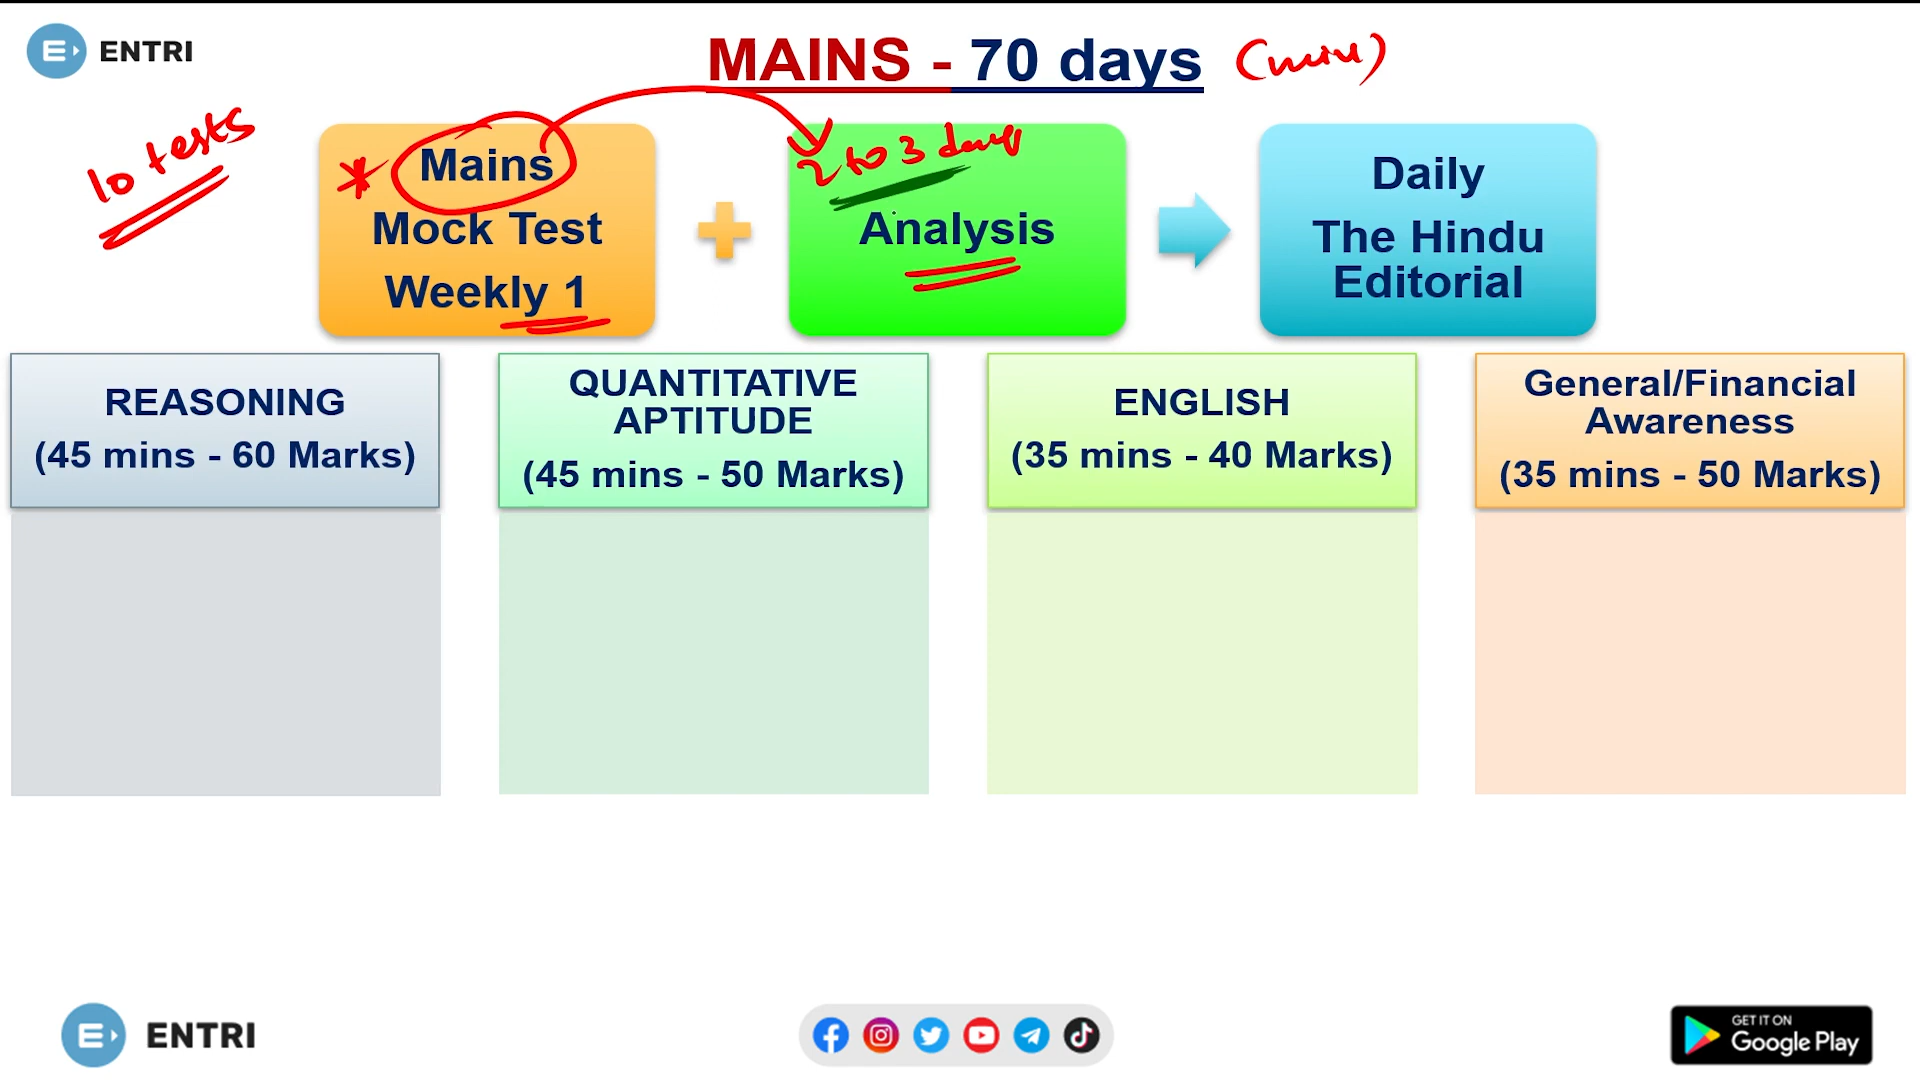 ENTRI
MAINS - 70 days (min)
10 tests
* Mains
Mock Test
Weekly 1
2 to 3 days
Analysis
Daily
The Hindu
Editorial
REASONING
(45 mins - 60 Marks)
QUANTITATIVE
APTITUDE
(45 mins - 50 Marks)
ENGLISH
(35 mins - 40 Marks)
General/Financial
Awareness
(35 mins - 50 Marks)
ENTRI
GET IT ON
Google Play